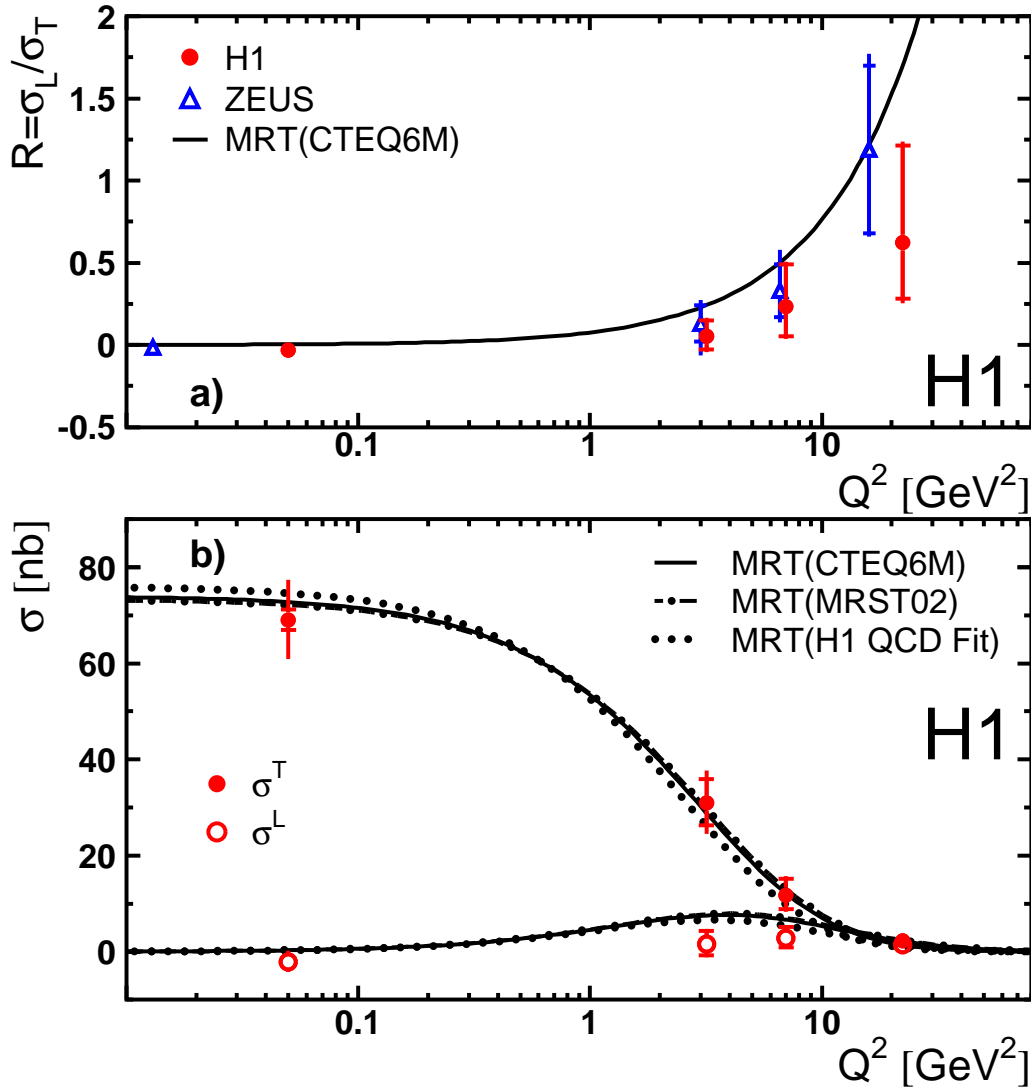 R=σL/σT
2
1.5
1
0.5
0
-0.5
H1
ZEUS
MRT(CTEQ6M)
a)
H1
0.1
1
10
Q² [GeV²]
σ [nb]
80
60
40
20
0
b)
MRT(CTEQ6M)
MRT(MRST02)
MRT(H1 QCD Fit)
H1
σᵀ
σᴸ
0.1
1
10
Q² [GeV²]